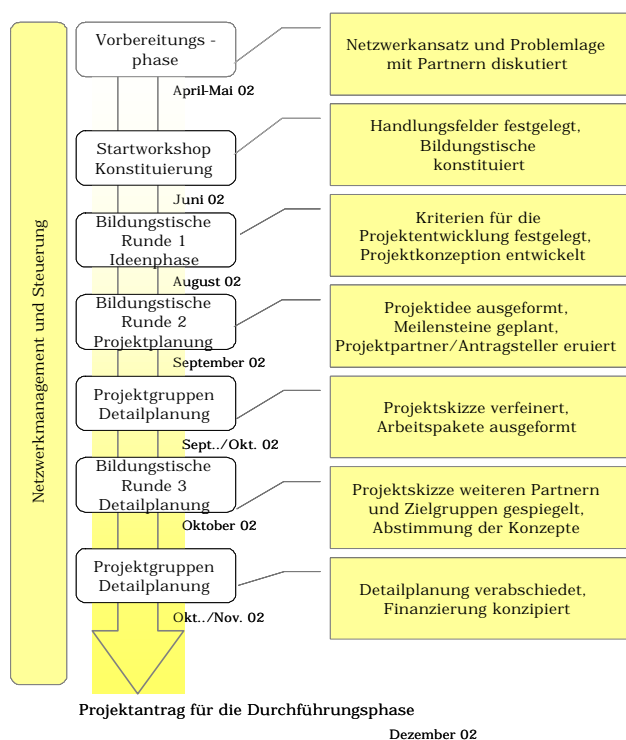 Netzwerkmanagement und Steuerung
Vorbereitungs -
phase
Netzwerkansatz und Problemlage
mit Partnern diskutiert
April-Mai 02
Startworkshop
Konstituierung
Handlungsfelder festgelegt,
Bildungstische
konstituiert
Juni 02
Bildungstische
Runde 1
Ideenphase
Kriterien für die
Projektentwicklung festgelegt,
Projektkonzeption entwickelt
August 02
Bildungstische
Runde 2
Projektplanung
Projektidee ausgeformt,
Meilensteine geplant,
Projektpartner/Antragsteller eruiert
September 02
Projektgruppen
Detailplanung
Projektskizze verfeinert,
Arbeitspakete ausgeformt
Sept../Okt. 02
Bildungstische
Runde 3
Detailplanung
Projektskizze weiteren Partnern
und Zielgruppen gespiegelt,
Abstimmung der Konzepte
Oktober 02
Projektgruppen
Detailplanung
Detailplanung verabschiedet,
Finanzierung konzipiert
Okt../Nov. 02
Projektantrag für die Durchführungsphase
Dezember 02